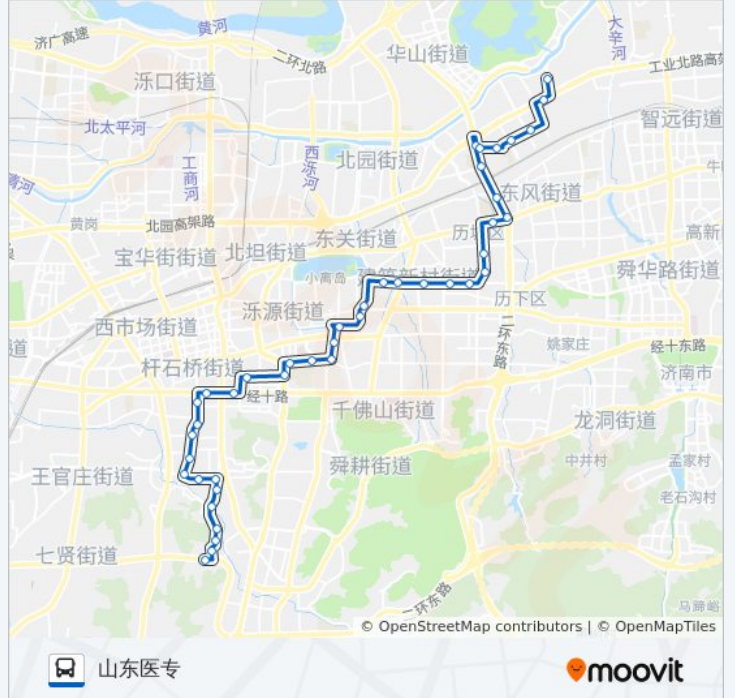 黄河
济广高速
二环北路
华山街道
大辛河
泺口街道
工业北路高架
智远街道
北太平河
北园街道
西泺河
工商河
牛
东风街道
黄岗
北园高架路
历城区
高新
东关街道
北坦街道
宝华街街道
小离岛
建筑新村街道
舜华路街道
历下区
泺源街道
西市场街道
二环东路
姚家庄
经十东路
道
杆石桥街道
济南市
经十路
千佛山街道
龙洞街道
舜耕街道
中井村
孟家村
王官庄街道
老石沟村
七贤街道
二环东路
马蹄峪
© OpenStreetMap contributors | © OpenMapTiles
山东医专
moovit